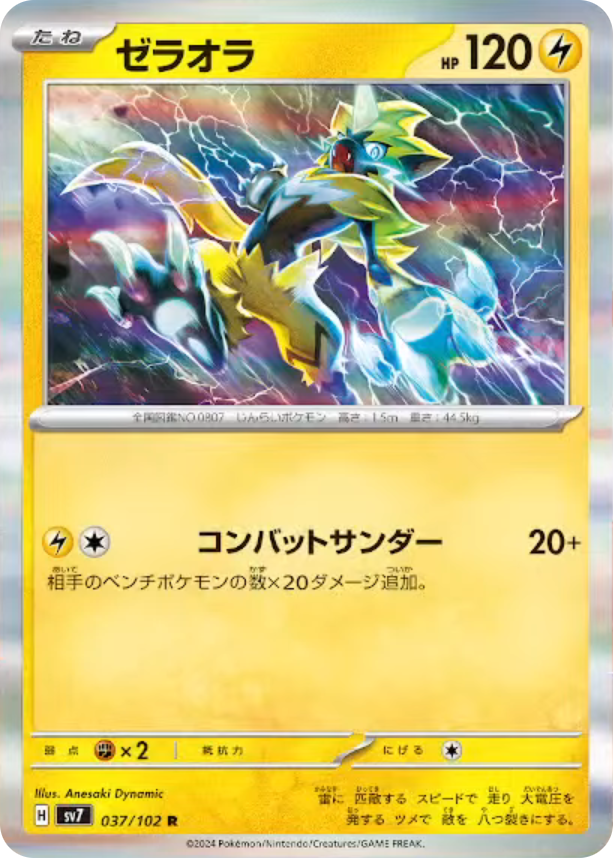 たね ゼラオラ HP 120
全国図鑑NO.0807 じんらいポケモン 高さ:1.5m 重さ:44.5kg
コンバットサンダー 20+
相手のベンチポケモンの数×20ダメージ追加。
弱点 ×2 抵抗力 にげる
Illus. Anesaki Dynamic
雷に 匹敵する スピードで 走り 大電圧を
発する ツメで 敵を 八つ裂きにする。
H sv7 037/102 R
©2024 Pokémon/Nintendo/Creatures/GAME FREAK.